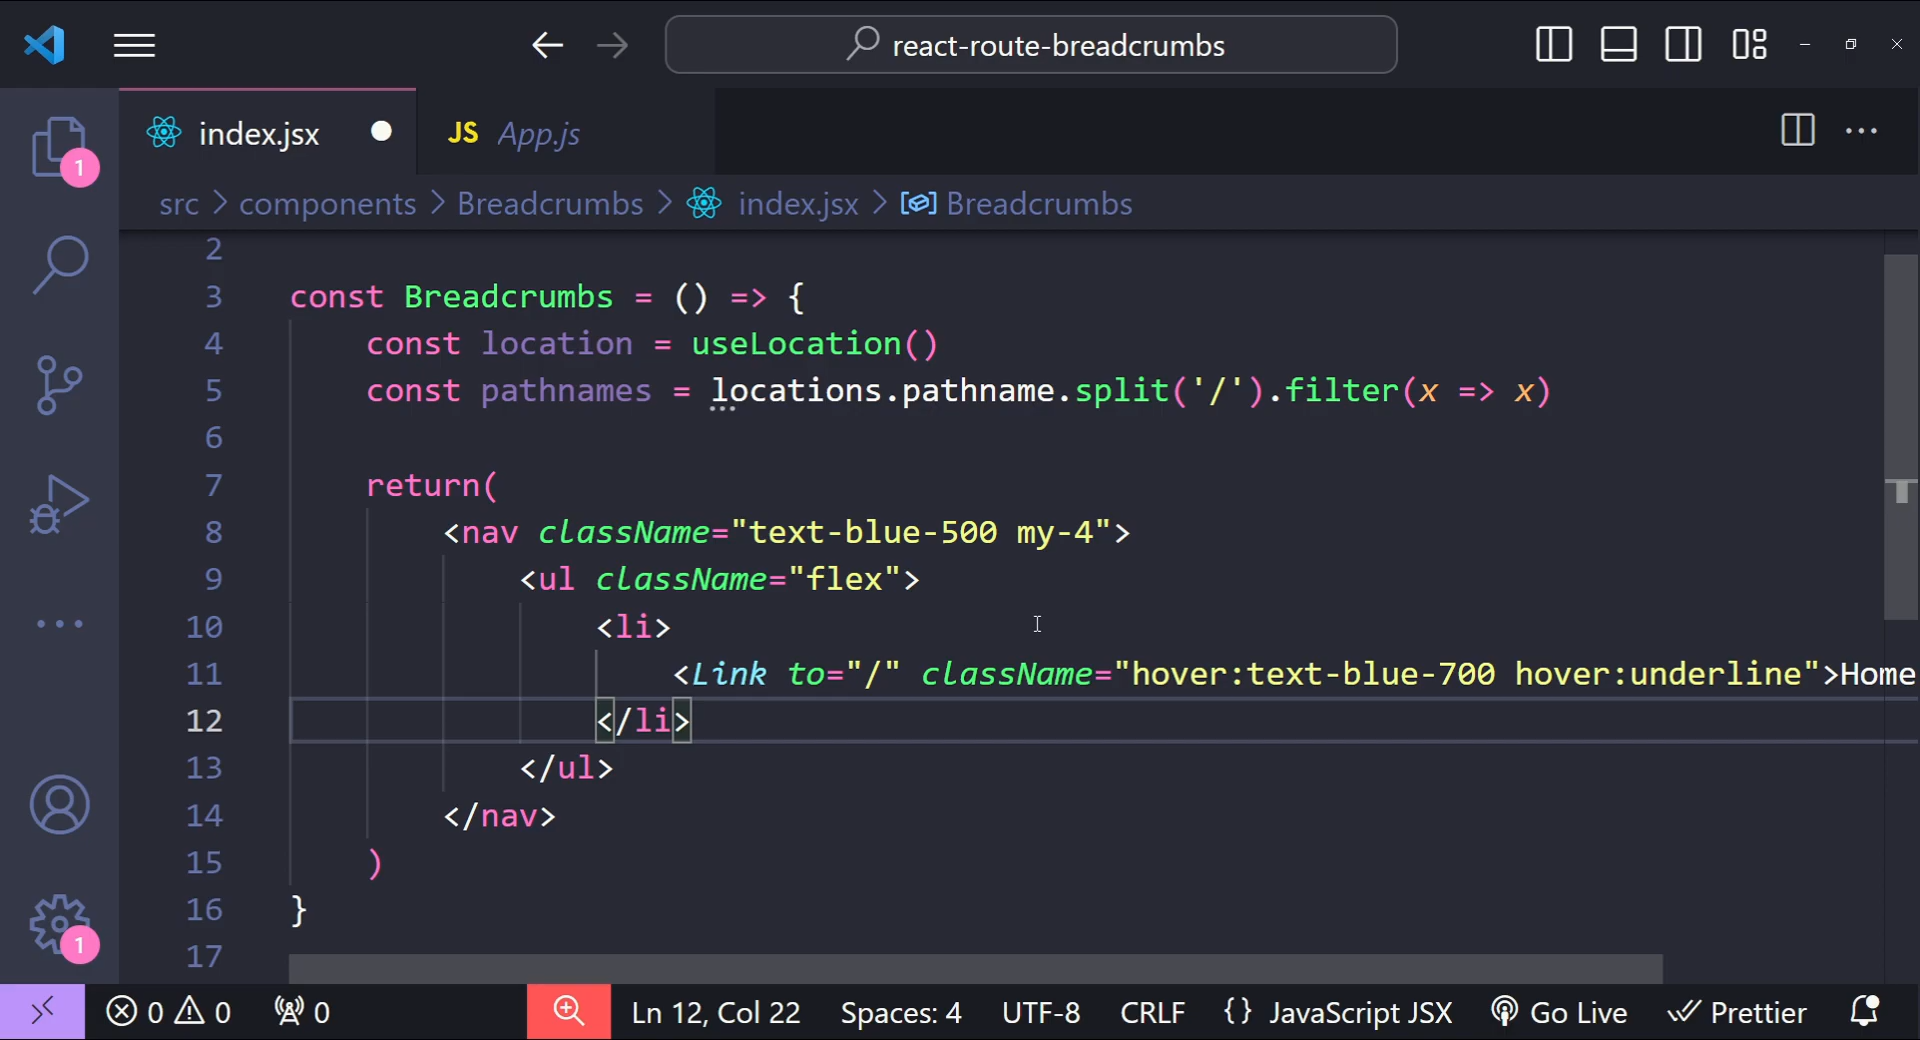 react-route-breadcrumbs
index.jsx
JS App.js
1
src > components > Breadcrumbs > index.jsx > Breadcrumbs
2
3 const Breadcrumbs = () => {
4 const location = useLocation()
5 const pathnames = locations.pathname.split('/').filter(x => x)
6
7 return(
8 <nav className="text-blue-500 my-4">
9 <ul className="flex">
10 <li>
11 <Link to="/" className="hover:text-blue-700 hover:underline">Home
12 </li>
13 </ul>
14 </nav>
15 )
16 }
17
1
0 0 0 Ln 12, Col 22 Spaces: 4 UTF-8 CRLF {} JavaScript JSX Go Live Prettier